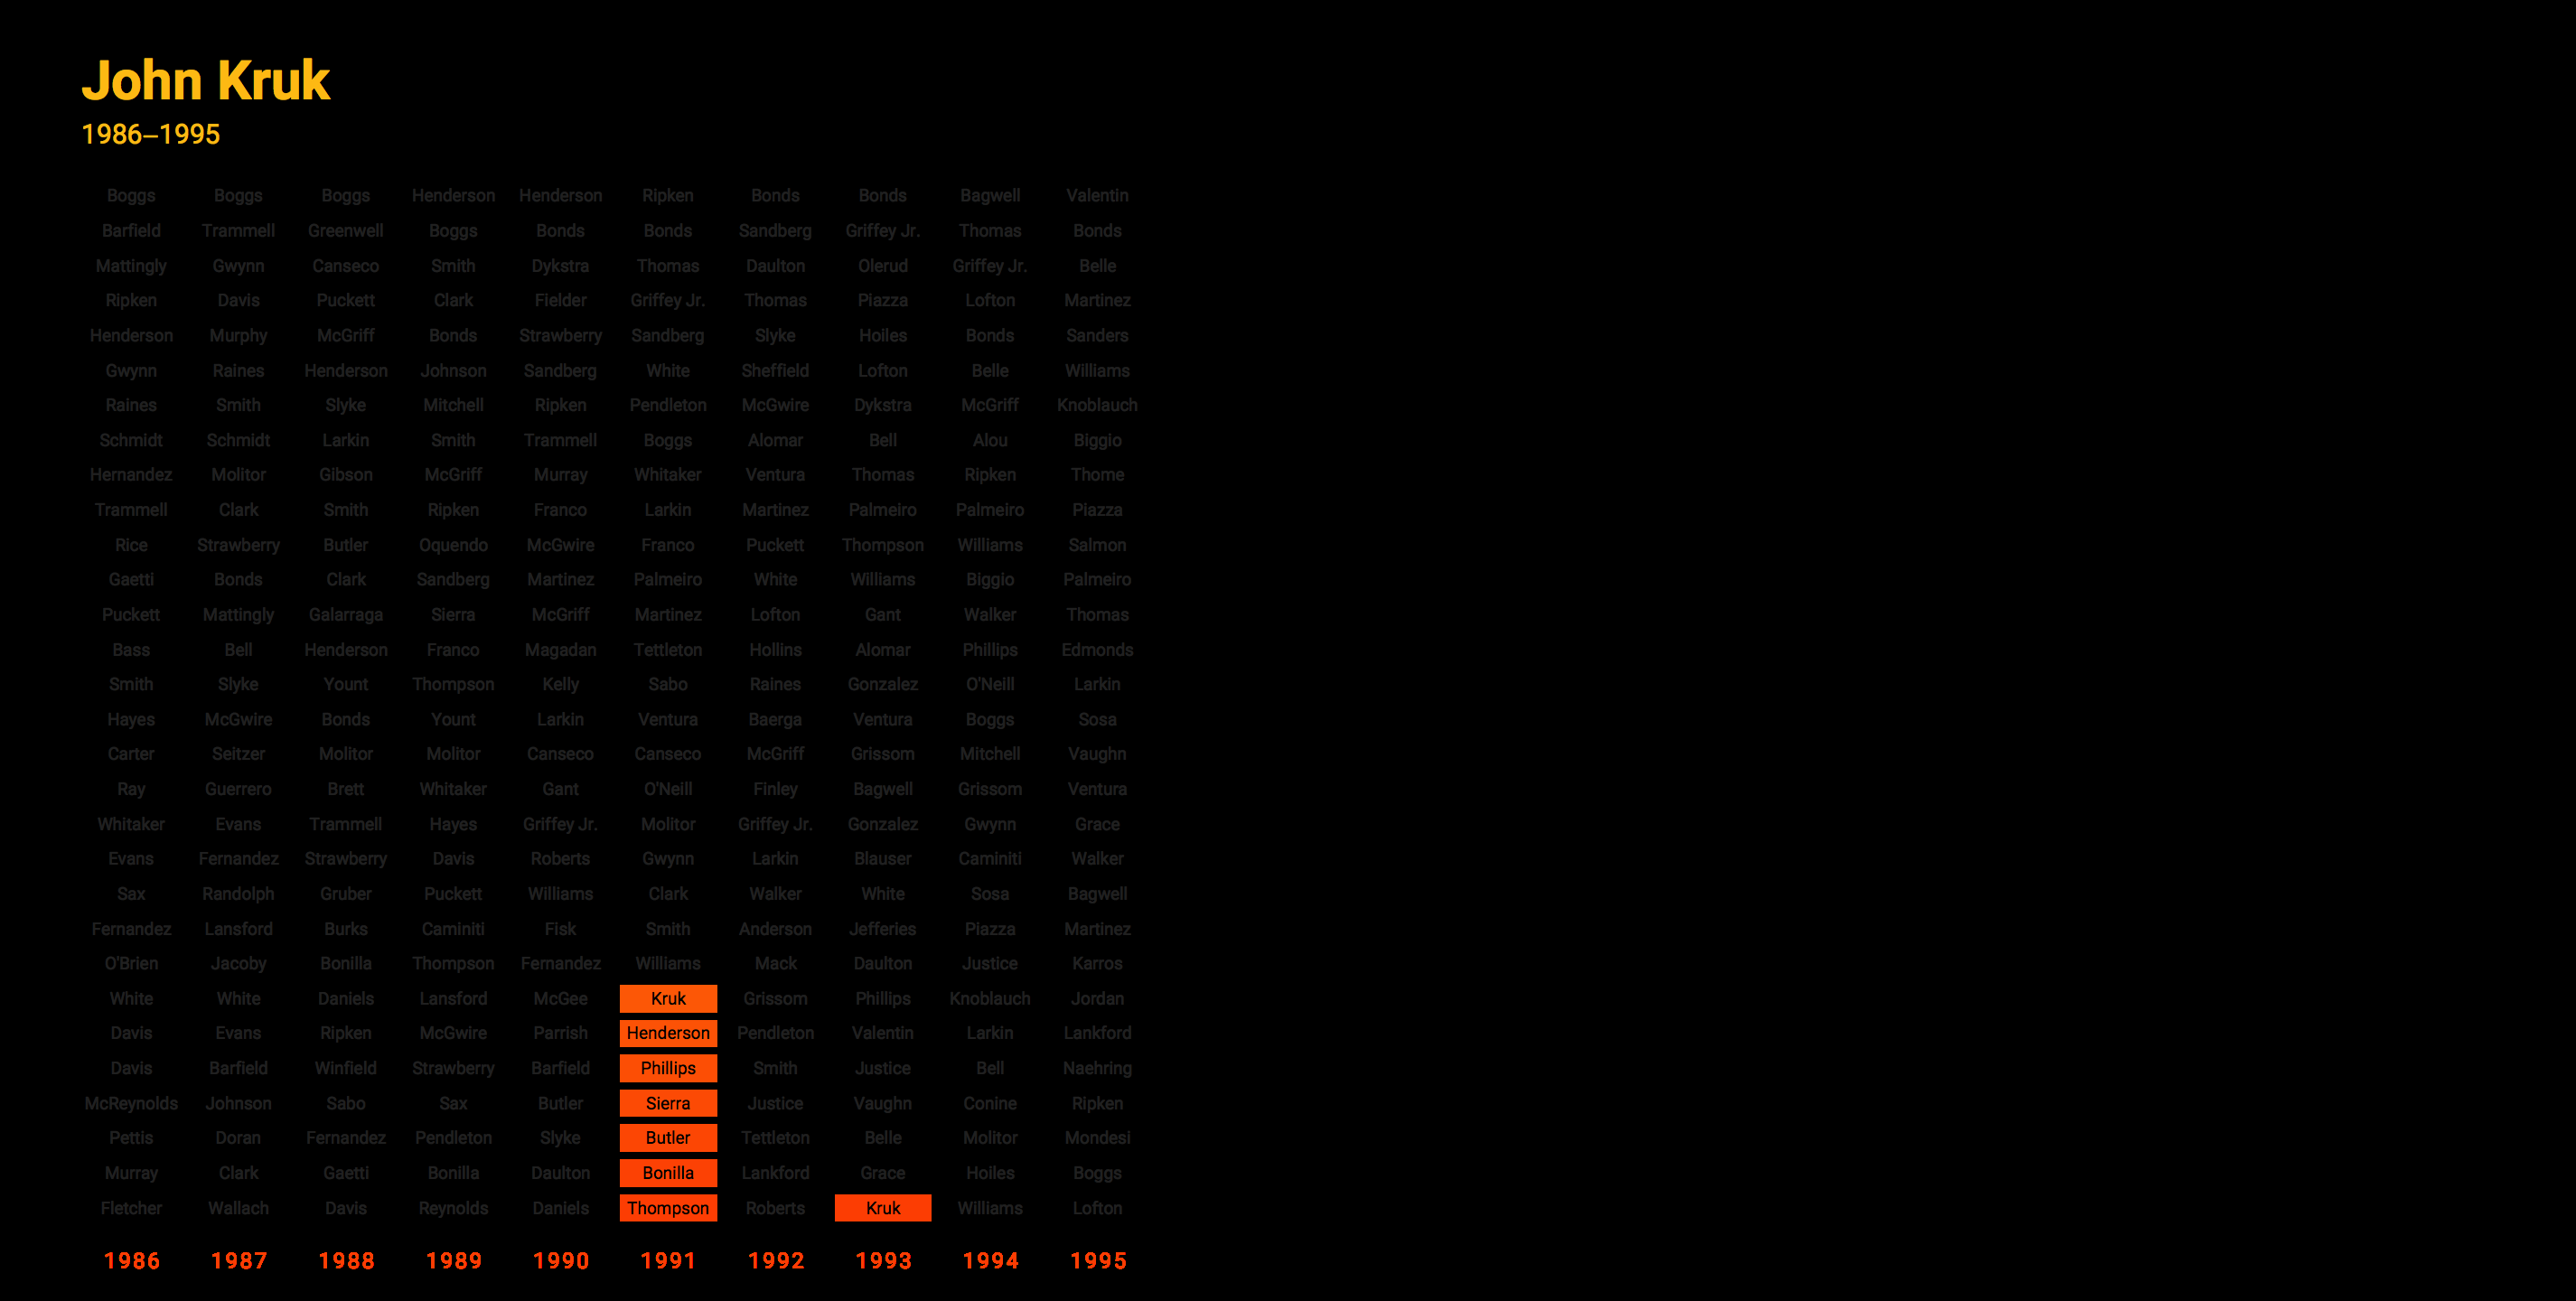 John Kruk
1986–1995
Boggs Boggs Boggs Henderson Henderson Ripken Bonds Bonds Bagwell Valentin
Barfield Trammell Greenwell Boggs Bonds Bonds Sandberg Griffey Jr. Thomas Bonds
Mattingly Gwynn Canseco Smith Dykstra Thomas Daulton Olerud Griffey Jr. Belle
Ripken Davis Puckett Clark Fielder Griffey Jr. Thomas Piazza Lofton Martinez
Henderson Murphy McGriff Bonds Strawberry Sandberg Slyke Hoiles Bonds Sanders
Gwynn Raines Henderson Johnson Sandberg White Sheffield Lofton Belle Williams
Raines Smith Slyke Mitchell Ripken Pendleton McGwire Dykstra McGriff Knoblauch
Schmidt Schmidt Larkin Smith Trammell Boggs Alomar Bell Alou Biggio
Hernandez Molitor Gibson McGriff Murray Whitaker Ventura Thomas Ripken Thome
Trammell Clark Smith Ripken Franco Larkin Martinez Palmeiro Palmeiro Piazza
Rice Strawberry Butler Oquendo McGwire Franco Puckett Thompson Williams Salmon
Gaetti Bonds Clark Sandberg Martinez Palmeiro White Williams Biggio Palmeiro
Puckett Mattingly Galarraga Sierra McGriff Martinez Lofton Gant Walker Thomas
Bass Bell Henderson Franco Magadan Tettleton Hollins Alomar Phillips Edmonds
Smith Slyke Yount Thompson Kelly Sabo Raines Gonzalez O'Neill Larkin
Hayes McGwire Bonds Yount Larkin Ventura Baerga Ventura Boggs Sosa
Carter Seitzer Molitor Molitor Canseco Canseco McGriff Grissom Mitchell Vaughn
Ray Guerrero Brett Whitaker Gant O'Neill Finley Bagwell Grissom Ventura
Whitaker Evans Trammell Hayes Griffey Jr. Molitor Griffey Jr. Gonzalez Gwynn Grace
Evans Fernandez Strawberry Davis Roberts Gwynn Larkin Blauser Caminiti Walker
Sax Randolph Gruber Puckett Williams Clark Walker White Sosa Bagwell
Fernandez Lansford Burks Caminiti Fisk Smith Anderson Jefferies Piazza Martinez
O'Brien Jacoby Bonilla Thompson Fernandez Williams Mack Daulton Justice Karros
White White Daniels Lansford McGee Kruk Grissom Phillips Knoblauch Jordan
Davis Evans Ripken McGwire Parrish Henderson Pendleton Valentin Larkin Lankford
Davis Barfield Winfield Strawberry Barfield Phillips Smith Justice Bell Naehring
McReynolds Johnson Sabo Sax Butler Sierra Justice Vaughn Conine Ripken
Pettis Doran Fernandez Pendleton Slyke Butler Tettleton Belle Molitor Mondesi
Murray Clark Gaetti Bonilla Daulton Bonilla Lankford Grace Hoiles Boggs
Fletcher Wallach Davis Reynolds Daniels Thompson Roberts Kruk Williams Lofton
1986 1987 1988 1989 1990 1991 1992 1993 1994 1995